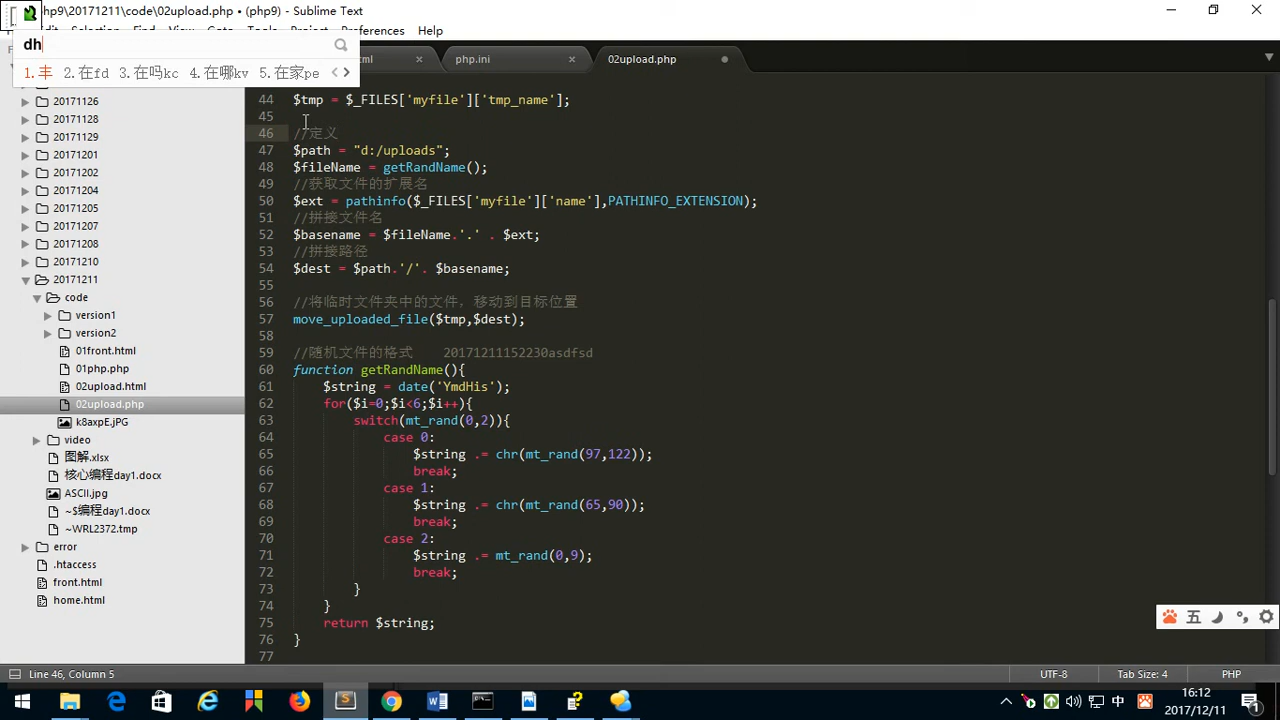 hp9\20171211\code\02upload.php • (php9) - Sublime Text
Preferences Help
dh
1.丰 2.在fd 3.在吗kc 4.在哪kv 5.在家pe
php.ini
02upload.php
20171126
20171128
20171129
20171201
20171202
20171204
20171205
20171207
20171208
20171210
20171211
code
version1
version2
01front.html
01php.php
02upload.html
02upload.php
k8axpE.JPG
video
图解.xlsx
核心编程day1.docx
ASCII.jpg
~$编程day1.docx
~WRL2372.tmp
error
.htaccess
front.html
home.html
44 $tmp = $_FILES['myfile']['tmp_name'];
45
46 //定义
47 $path = "d:/uploads";
48 $fileName = getRandName();
49 //获取文件的扩展名
50 $ext = pathinfo($_FILES['myfile']['name'],PATHINFO_EXTENSION);
51 //拼接文件名
52 $basename = $fileName.'.' . $ext;
53 //拼接路径
54 $dest = $path.'/'. $basename;
55
56 //将临时文件夹中的文件，移动到目标位置
57 move_uploaded_file($tmp,$dest);
58
59 //随机文件的格式 20171211152230asdfsd
60 function getRandName(){
61 $string = date('YmdHis');
62 for($i=0;$i<6;$i++){
63 switch(mt_rand(0,2)){
64 case 0:
65 $string .= chr(mt_rand(97,122));
66 break;
67 case 1:
68 $string .= chr(mt_rand(65,90));
69 break;
70 case 2:
71 $string .= mt_rand(0,9);
72 break;
73 }
74 }
75 return $string;
76 }
77
五
Line 46, Column 5
UTF-8
Tab Size: 4
PHP
中
16:12
2017/12/11
1